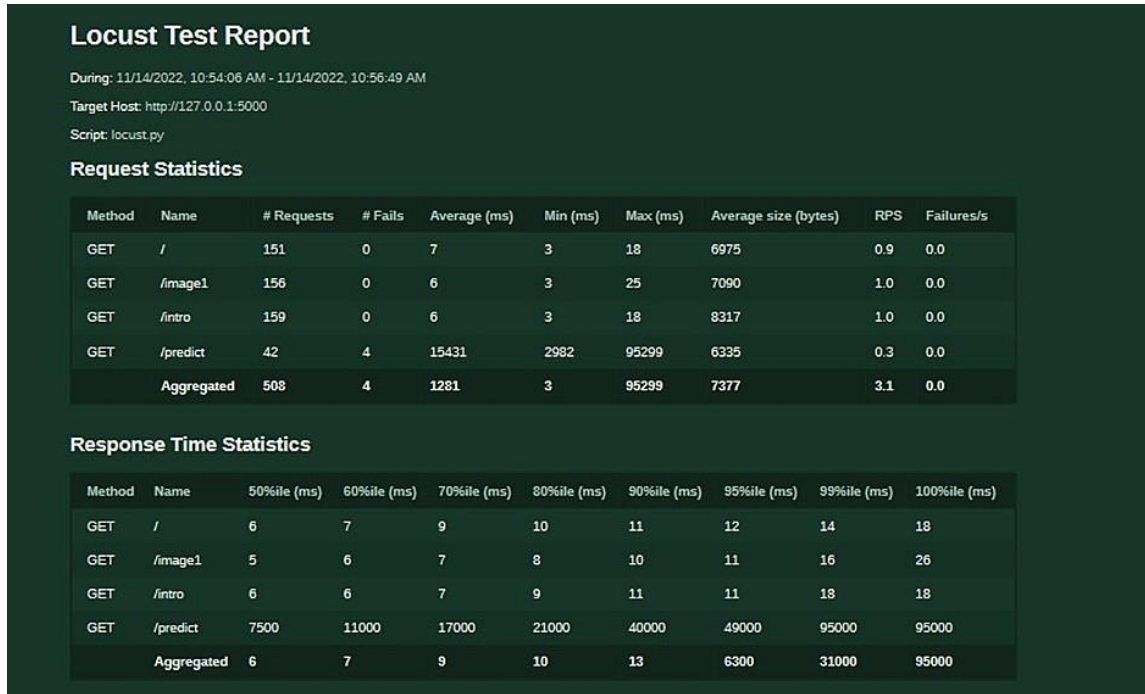 Locust Test Report
During: 11/14/2022, 10:54:06 AM - 11/14/2022, 10:56:49 AM
Target Host: http://127.0.0.1:5000
Script: locust.py
Request Statistics
Method Name # Requests # Fails Average (ms) Min (ms) Max (ms) Average size (bytes) RPS Failures/s
GET / 151 0 7 3 18 6975 0.9 0.0
GET /image1 156 0 6 3 25 7090 1.0 0.0
GET /intro 159 0 6 3 18 8317 1.0 0.0
GET /predict 42 4 15431 2982 95299 6335 0.3 0.0
Aggregated 508 4 1281 3 95299 7377 3.1 0.0
Response Time Statistics
Method Name 50%ile (ms) 60%ile (ms) 70%ile (ms) 80%ile (ms) 90%ile (ms) 95%ile (ms) 99%ile (ms) 100%ile (ms)
GET / 6 7 9 10 11 12 14 18
GET /image1 5 6 7 8 10 11 16 26
GET /intro 6 6 7 9 11 11 18 18
GET /predict 7500 11000 17000 21000 40000 49000 95000 95000
Aggregated 6 7 9 10 13 6300 31000 95000